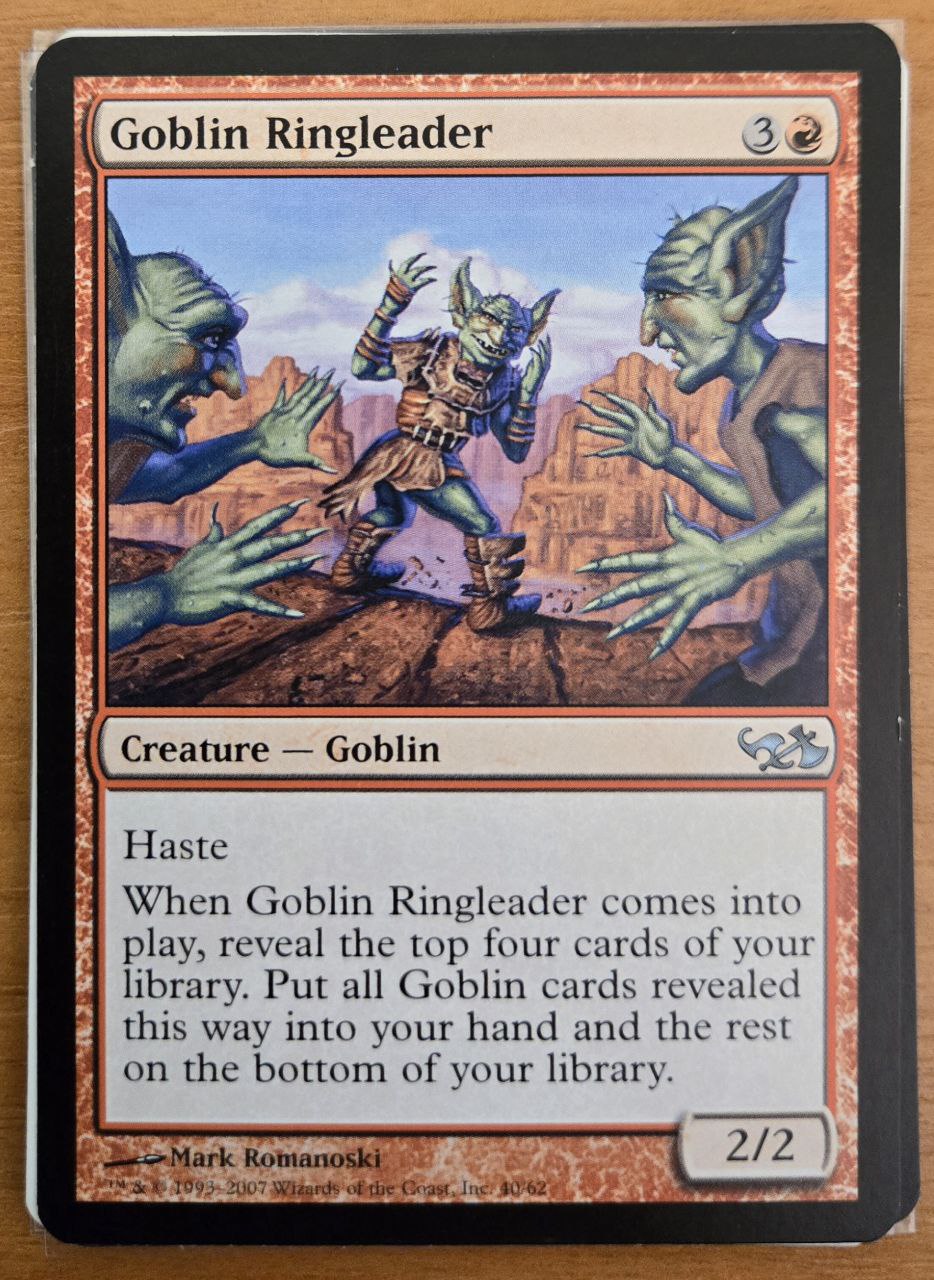 Goblin Ringleader 3
Creature — Goblin
Haste
When Goblin Ringleader comes into
play, reveal the top four cards of your
library. Put all Goblin cards revealed
this way into your hand and the rest
on the bottom of your library.
2/2
Mark Romanoski
™ & © 1993–2007 Wizards of the Coast, Inc. 40/62